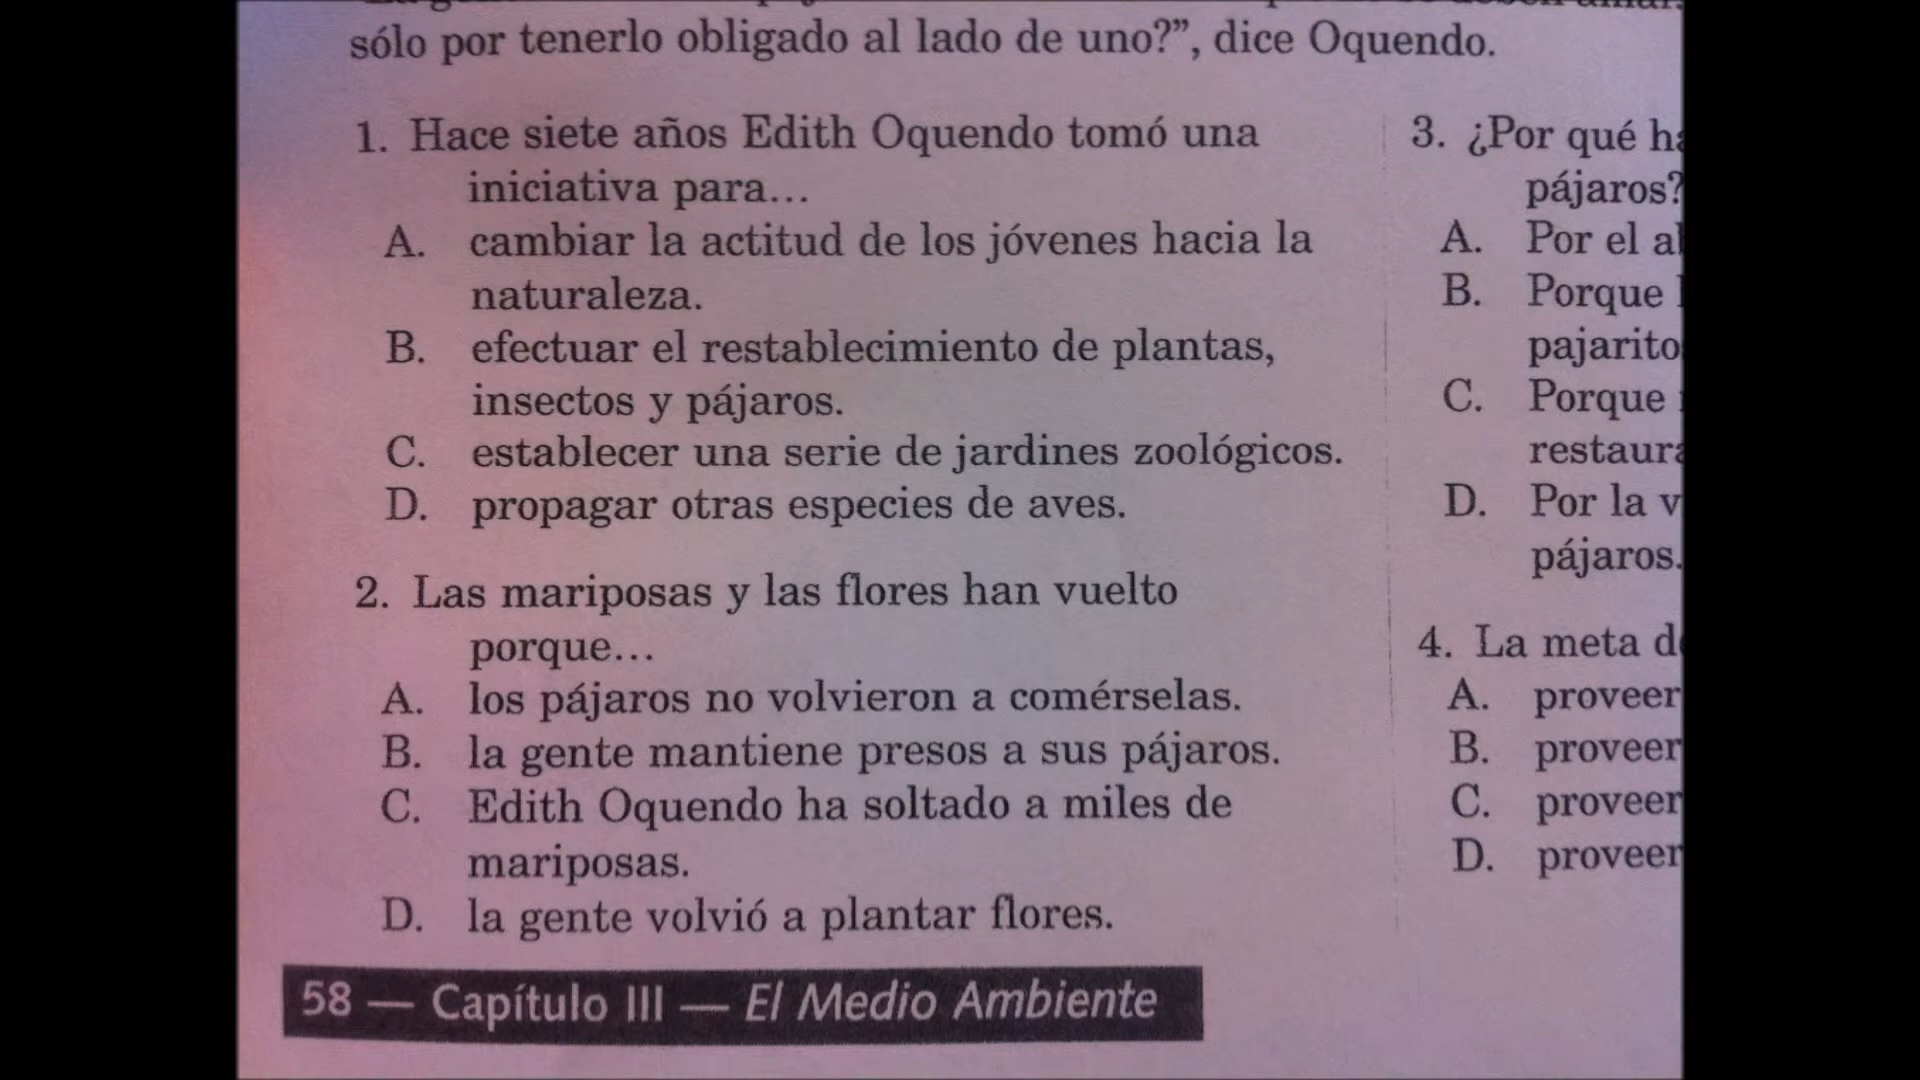 sólo por tenerlo obligado al lado de uno?”, dice Oquendo.
1. Hace siete años Edith Oquendo tomó una
iniciativa para...
A. cambiar la actitud de los jóvenes hacia la
naturaleza.
B. efectuar el restablecimiento de plantas,
insectos y pájaros.
C. establecer una serie de jardines zoológicos.
D. propagar otras especies de aves.
2. Las mariposas y las flores han vuelto
porque...
A. los pájaros no volvieron a comérselas.
B. la gente mantiene presos a sus pájaros.
C. Edith Oquendo ha soltado a miles de
mariposas.
D. la gente volvió a plantar flores.
3. ¿Por qué
pájaros?
A. Por el
B. Porque
C. Porque
D. Por la
pájaros.
4. La meta
A. proveer
B. proveer
C. proveer
D. proveer
58 — Capítulo III — El Medio Ambiente